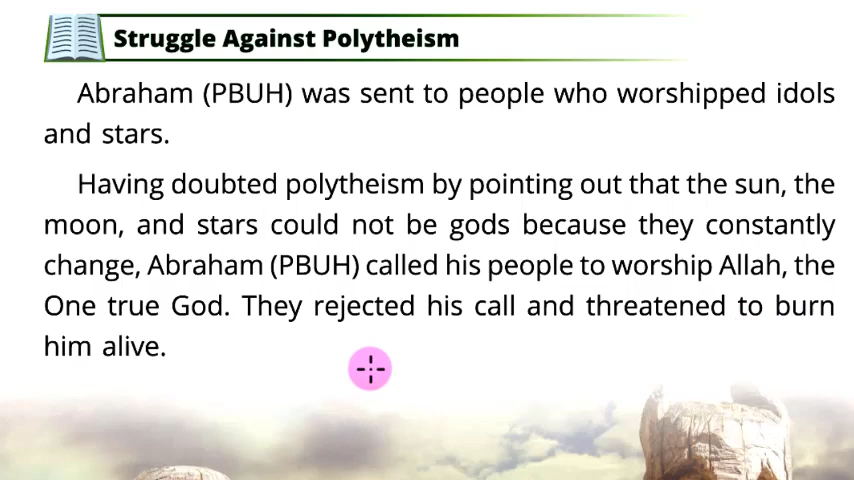 Struggle Against Polytheism
Abraham (PBUH) was sent to people who worshipped idols
and stars.
Having doubted polytheism by pointing out that the sun, the
moon, and stars could not be gods because they constantly
change, Abraham (PBUH) called his people to worship Allah, the
One true God. They rejected his call and threatened to burn
him alive.